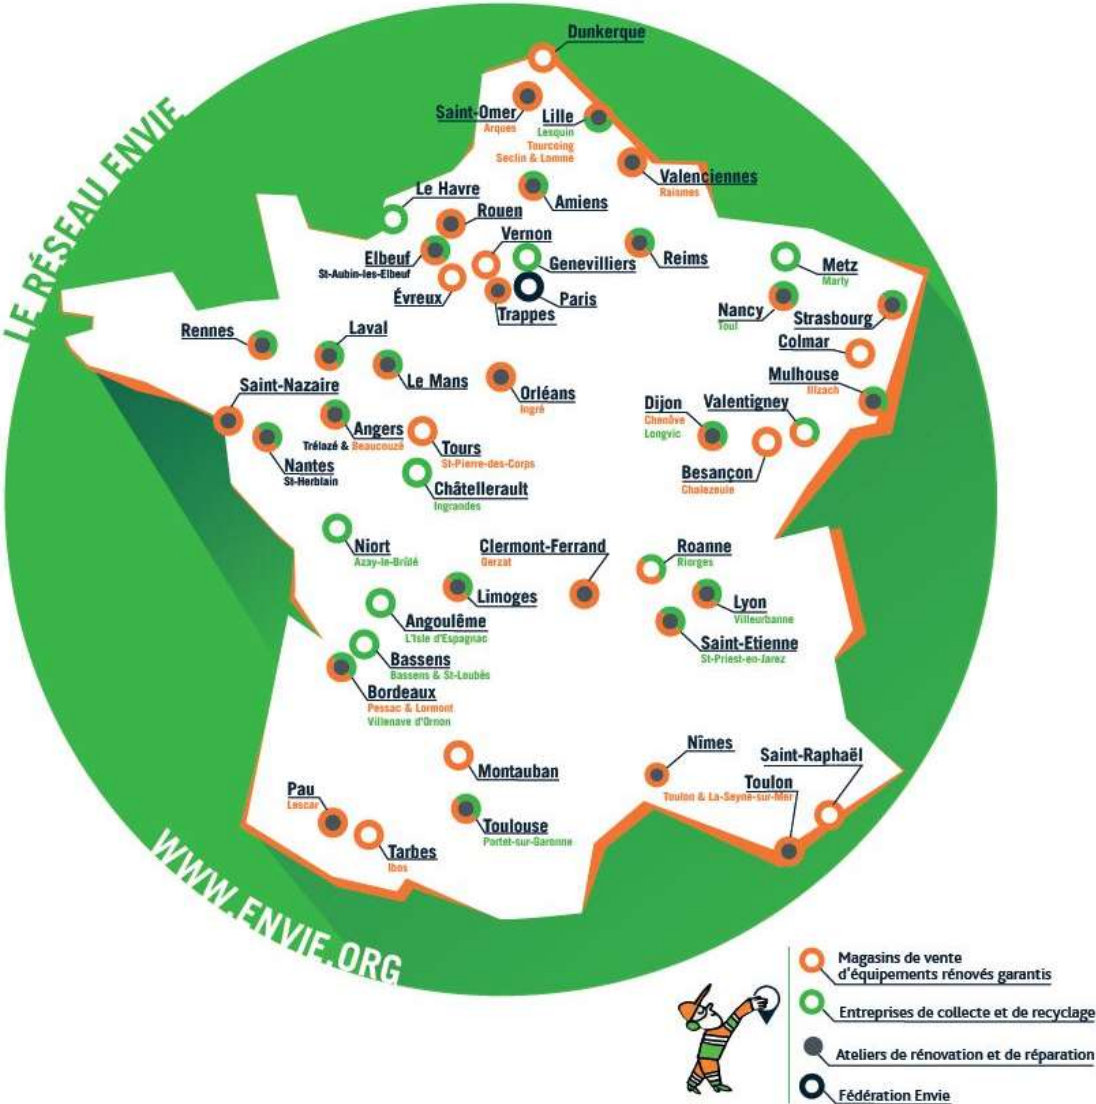 LE RÉSEAU ENVIE
Dunkerque
Saint-Omer
Arques
Lille
Lesquin
Tourcoing
Seclin & Lomme
Valenciennes
Raismes
Le Havre
Amiens
Rouen
Vernon
Elbeuf
St-Aubin-les-Elbeuf
Genevilliers
Reims
Metz
Marly
Évreux
Paris
Trappes
Nancy
Toul
Strasbourg
Rennes
Laval
Colmar
Le Mans
Mulhouse
Illzach
Saint-Nazaire
Orléans
Ingré
Dijon
Chenôve
Longvic
Valentigney
Angers
Trélazé & Beaucouzé
Tours
St-Pierre-des-Corps
Nantes
St-Herblain
Besançon
Chalezeule
Châtellerault
Ingrandes
Niort
Azay-le-Brûlé
Clermont-Ferrand
Gerzat
Roanne
Riorges
Limoges
Lyon
Villeurbanne
Angoulême
L'Isle d'Espagnac
Saint-Etienne
St-Priest-en-Jarez
Bassens
Bassens & St-Loubès
Bordeaux
Pessac & Lormont
Villenave d'Ornon
Nîmes
Saint-Raphaël
Montauban
Toulon
Toulon & La-Seyne-sur-Mer
Pau
Lescar
Toulouse
Portet-sur-Garonne
Tarbes
Ibos
WWW.ENVIE.ORG
Magasins de vente
d'équipements rénovés garantis
Entreprises de collecte et de recyclage
Ateliers de rénovation et de réparation
Fédération Envie